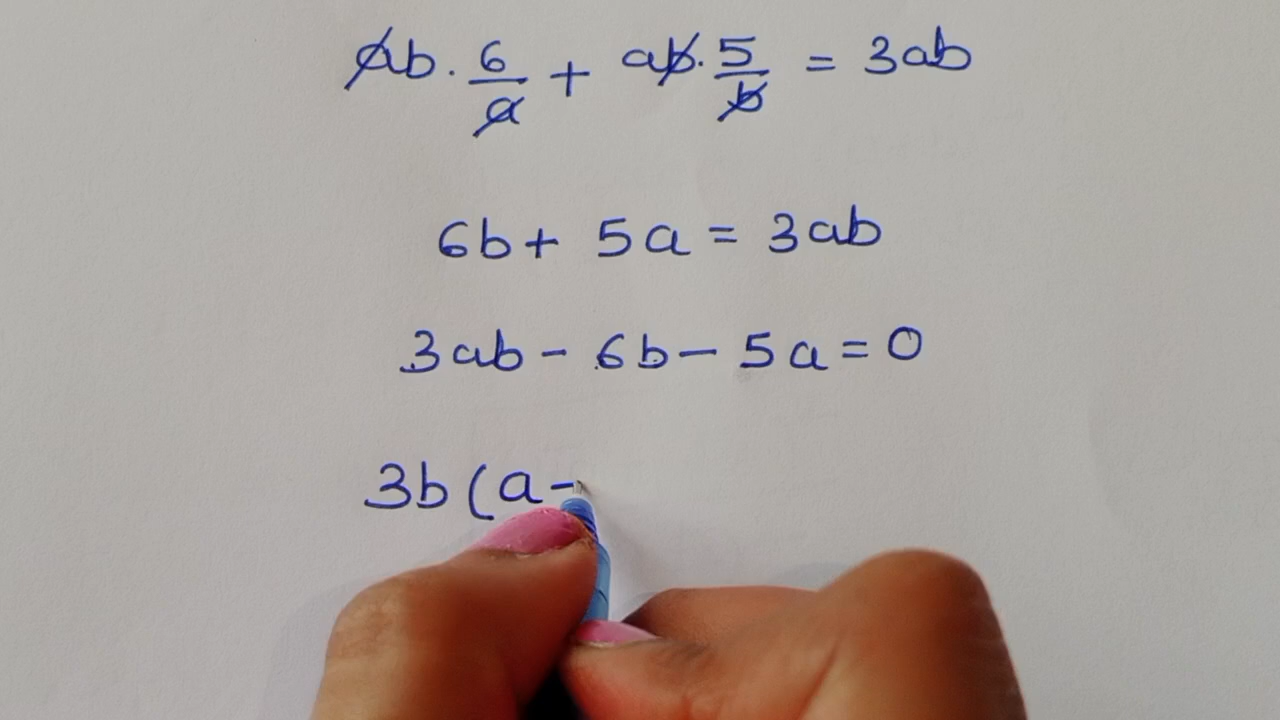 ab · 6/a + ab · 5/b = 3ab
6b + 5a = 3ab
3ab - 6b - 5a = 0
3b (a -